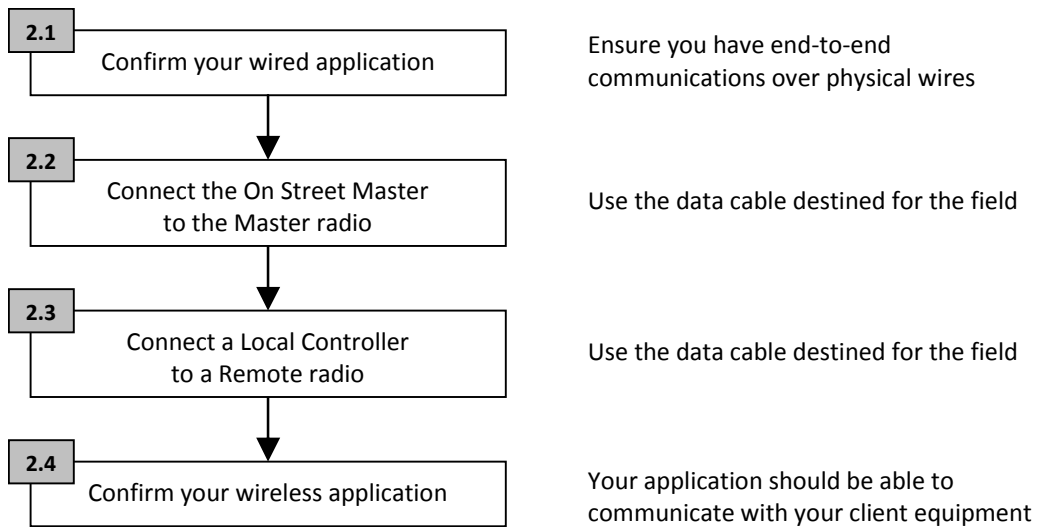 2.1
Confirm your wired application
Ensure you have end-to-end
communications over physical wires
2.2
Connect the On Street Master
to the Master radio
Use the data cable destined for the field
2.3
Connect a Local Controller
to a Remote radio
Use the data cable destined for the field
2.4
Confirm your wireless application
Your application should be able to
communicate with your client equipment